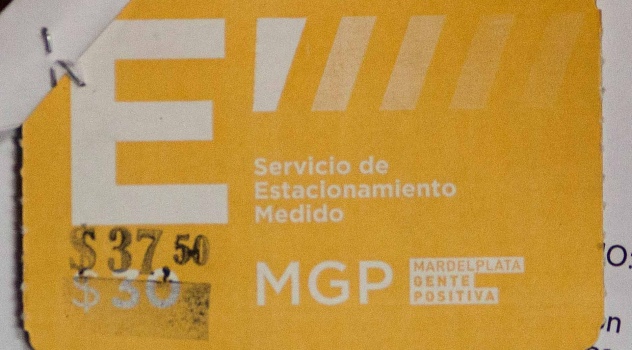 E
Servicio de
Estacionamiento
Medido
$37,50
$30
MGP
MARDELPLATA
GENTE
POSITIVA